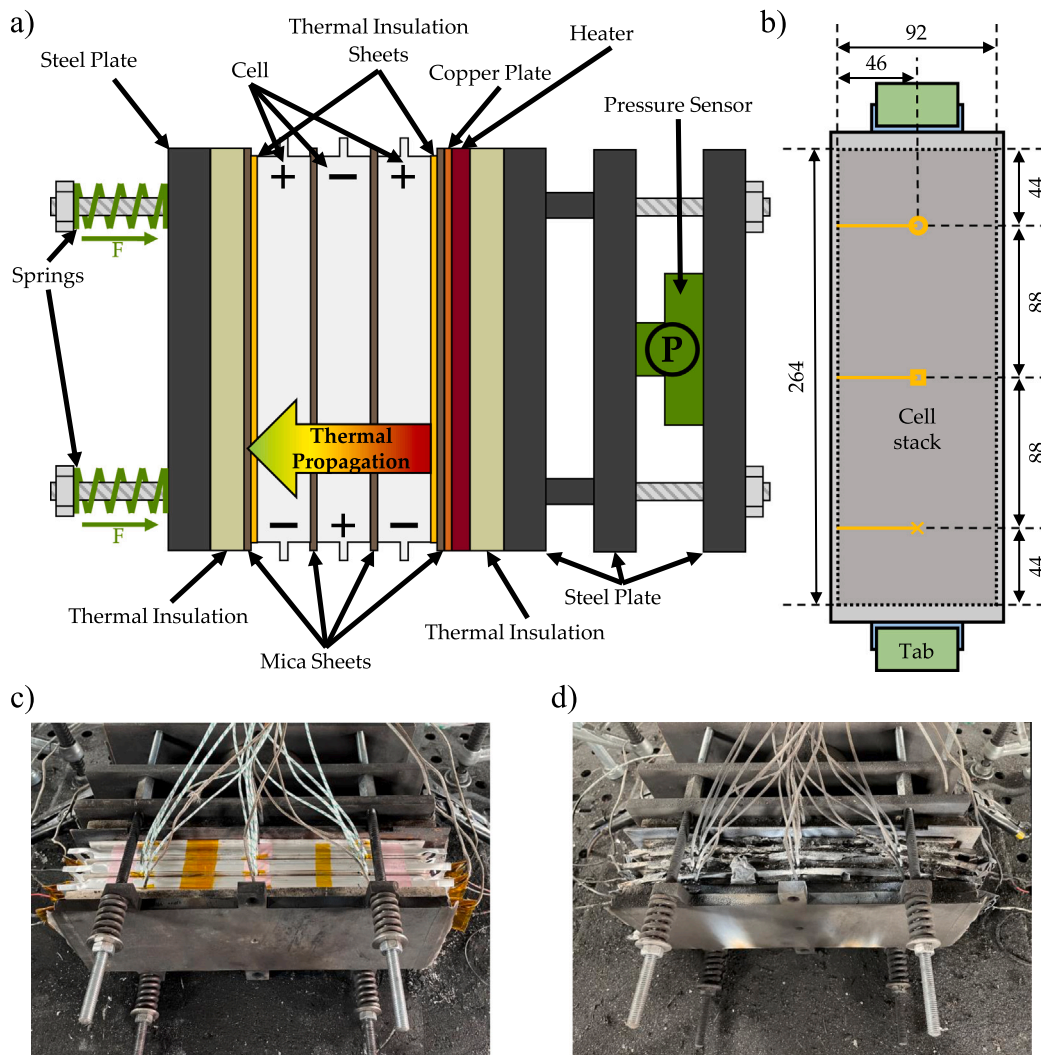 a)
Thermal Insulation
Sheets
Heater
Steel Plate
Cell
Copper Plate
Pressure Sensor
+
−
+
F
Springs
P
Thermal
Propagation
−
+
−
F
Thermal Insulation
Mica Sheets
Thermal Insulation
Steel Plate
b)
92
46
44
88
264
Cell
stack
88
44
Tab
c)
d)